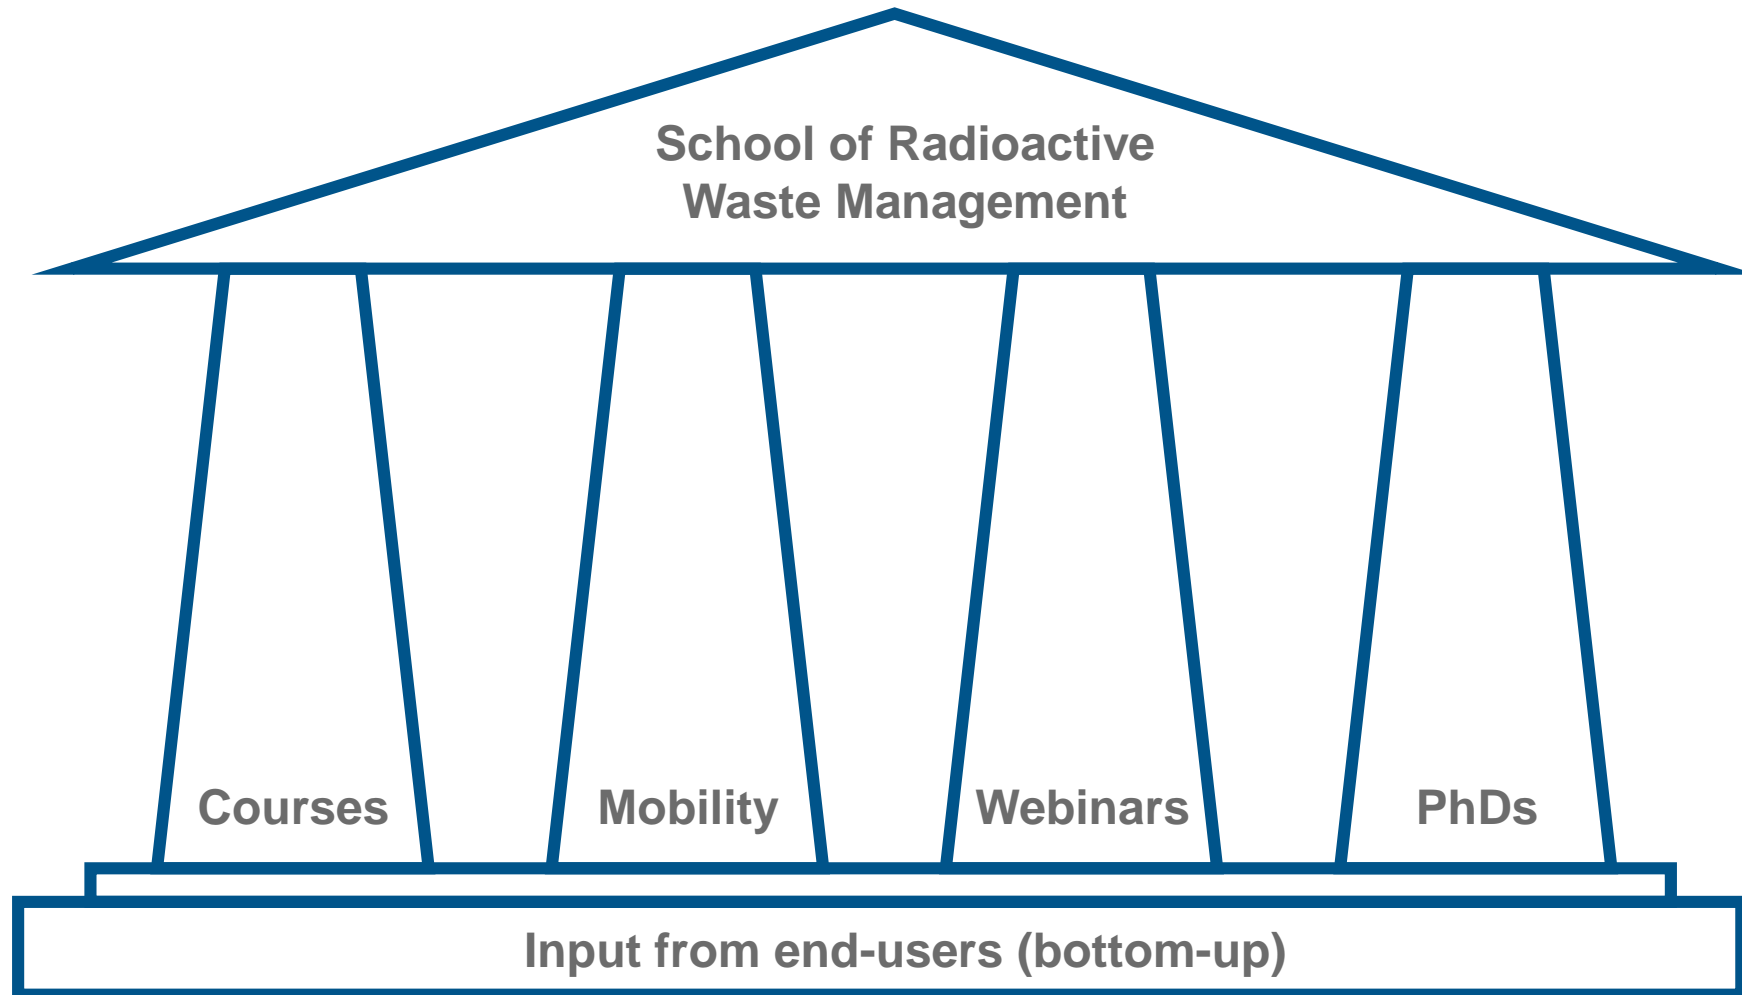 School of Radioactive
Waste Management
Courses
Mobility
Webinars
PhDs
Input from end-users (bottom-up)